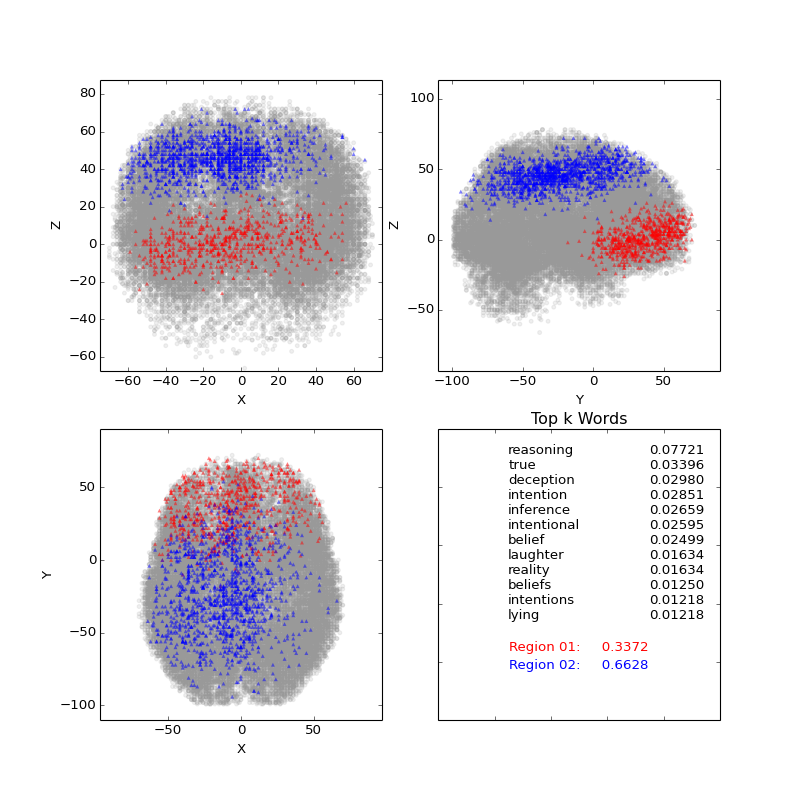 80
60
40
20
0
−20
−40
−60
Z
−60 −40 −20 0 20 40 60
X
100
50
0
−50
Z
−100 −50 0 50
Y
50
0
−50
−100
Y
−50 0 50
X
Top k Words
reasoning 0.07721
true 0.03396
deception 0.02980
intention 0.02851
inference 0.02659
intentional 0.02595
belief 0.02499
laughter 0.01634
reality 0.01634
beliefs 0.01250
intentions 0.01218
lying 0.01218
Region 01: 0.3372
Region 02: 0.6628